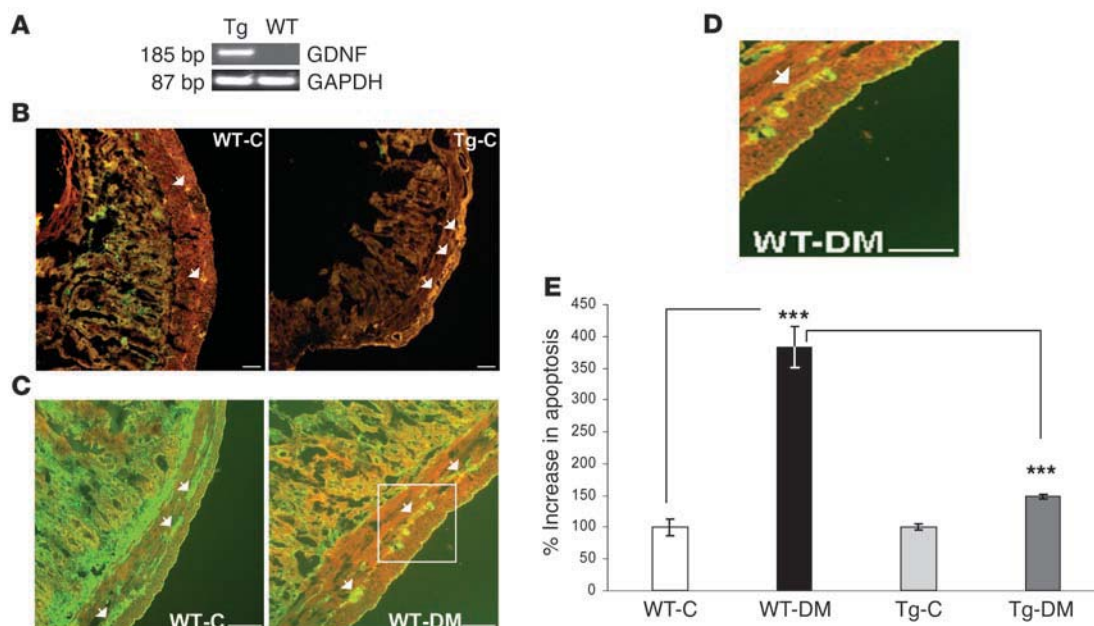 A
Tg WT
185 bp GDNF
87 bp GAPDH
B
WT-C
Tg-C
C
WT-C
WT-DM
D
WT-DM
E
% Increase in apoptosis
450
400
350
300
250
200
150
100
50
0
***
***
WT-C WT-DM Tg-C Tg-DM